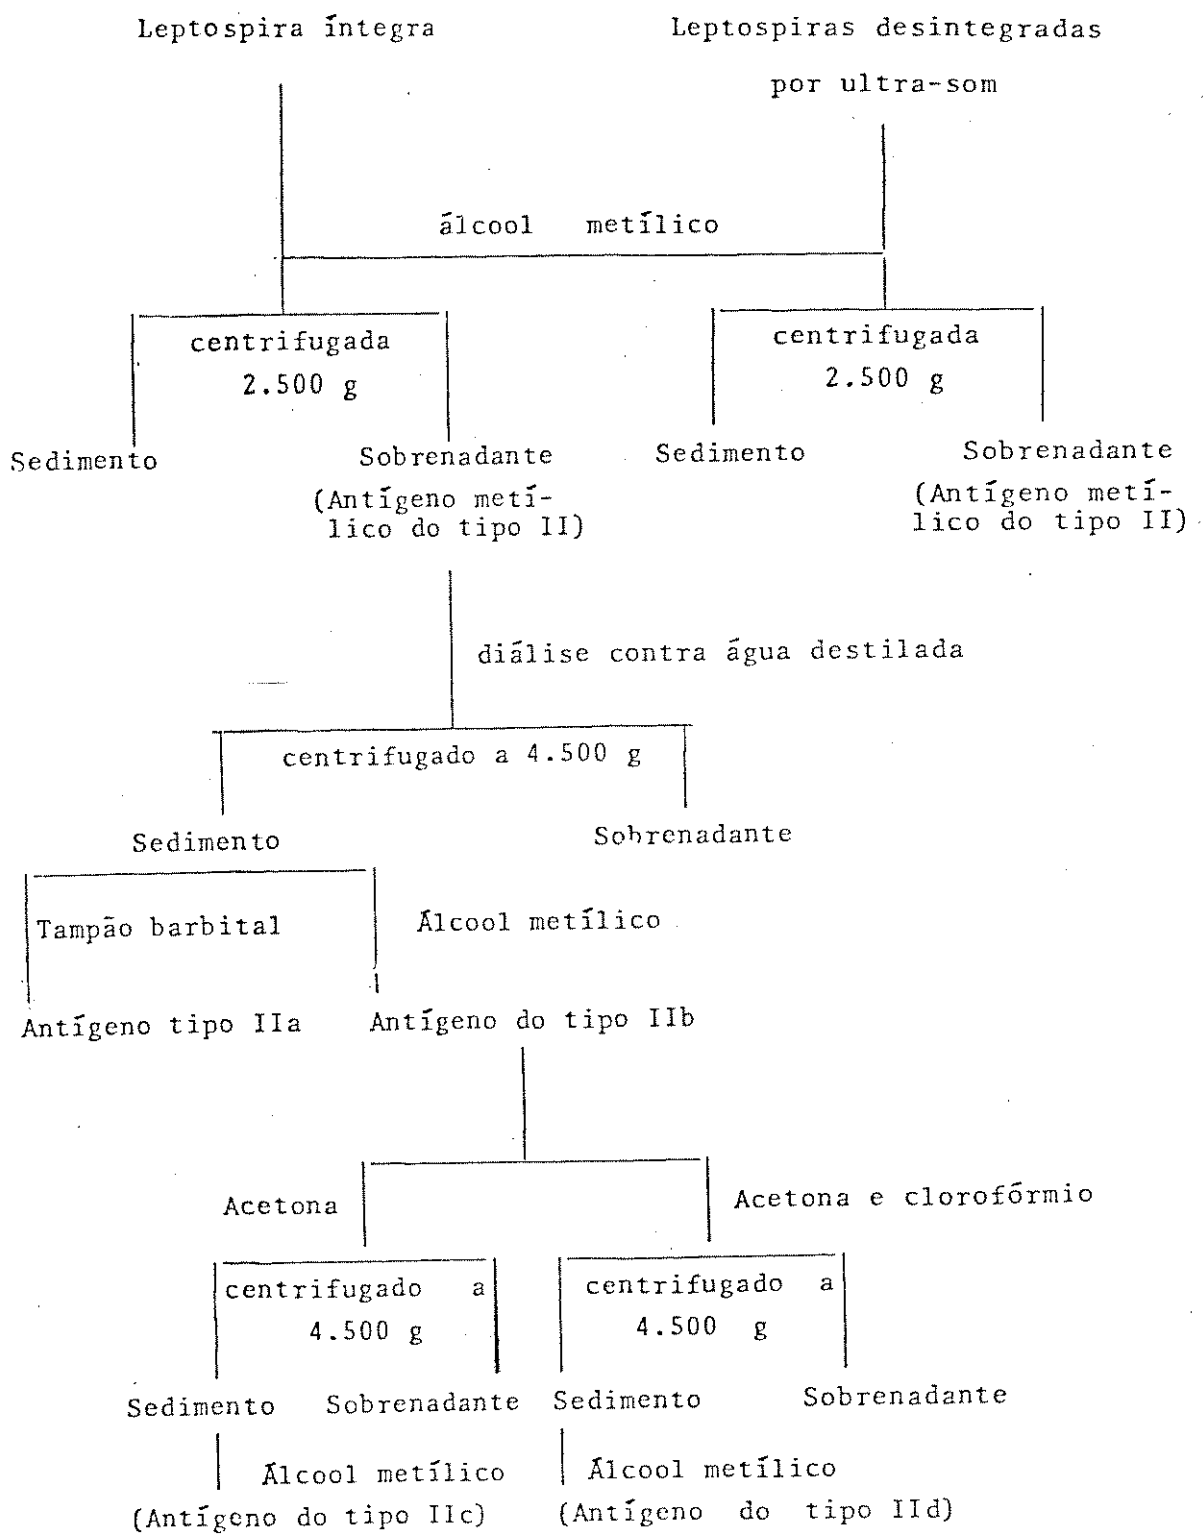 Leptospira íntegra
Leptospiras desintegradas
por ultra-som
álcool metílico
centrifugada
2.500 g
centrifugada
2.500 g
Sedimento
Sobrenadante
(Antígeno metí-
lico do tipo II)
Sedimento
Sobrenadante
(Antígeno metí-
lico do tipo II)
diálise contra água destilada
centrifugado a 4.500 g
Sedimento
Sobrenadante
Tampão barbital
Álcool metílico
Antígeno tipo IIa
Antígeno do tipo IIb
Acetona
Acetona e clorofórmio
centrifugado a
4.500 g
centrifugado a
4.500 g
Sedimento
Sobrenadante
Sedimento
Sobrenadante
Álcool metílico
(Antígeno do tipo IIc)
Álcool metílico
(Antígeno do tipo IId)